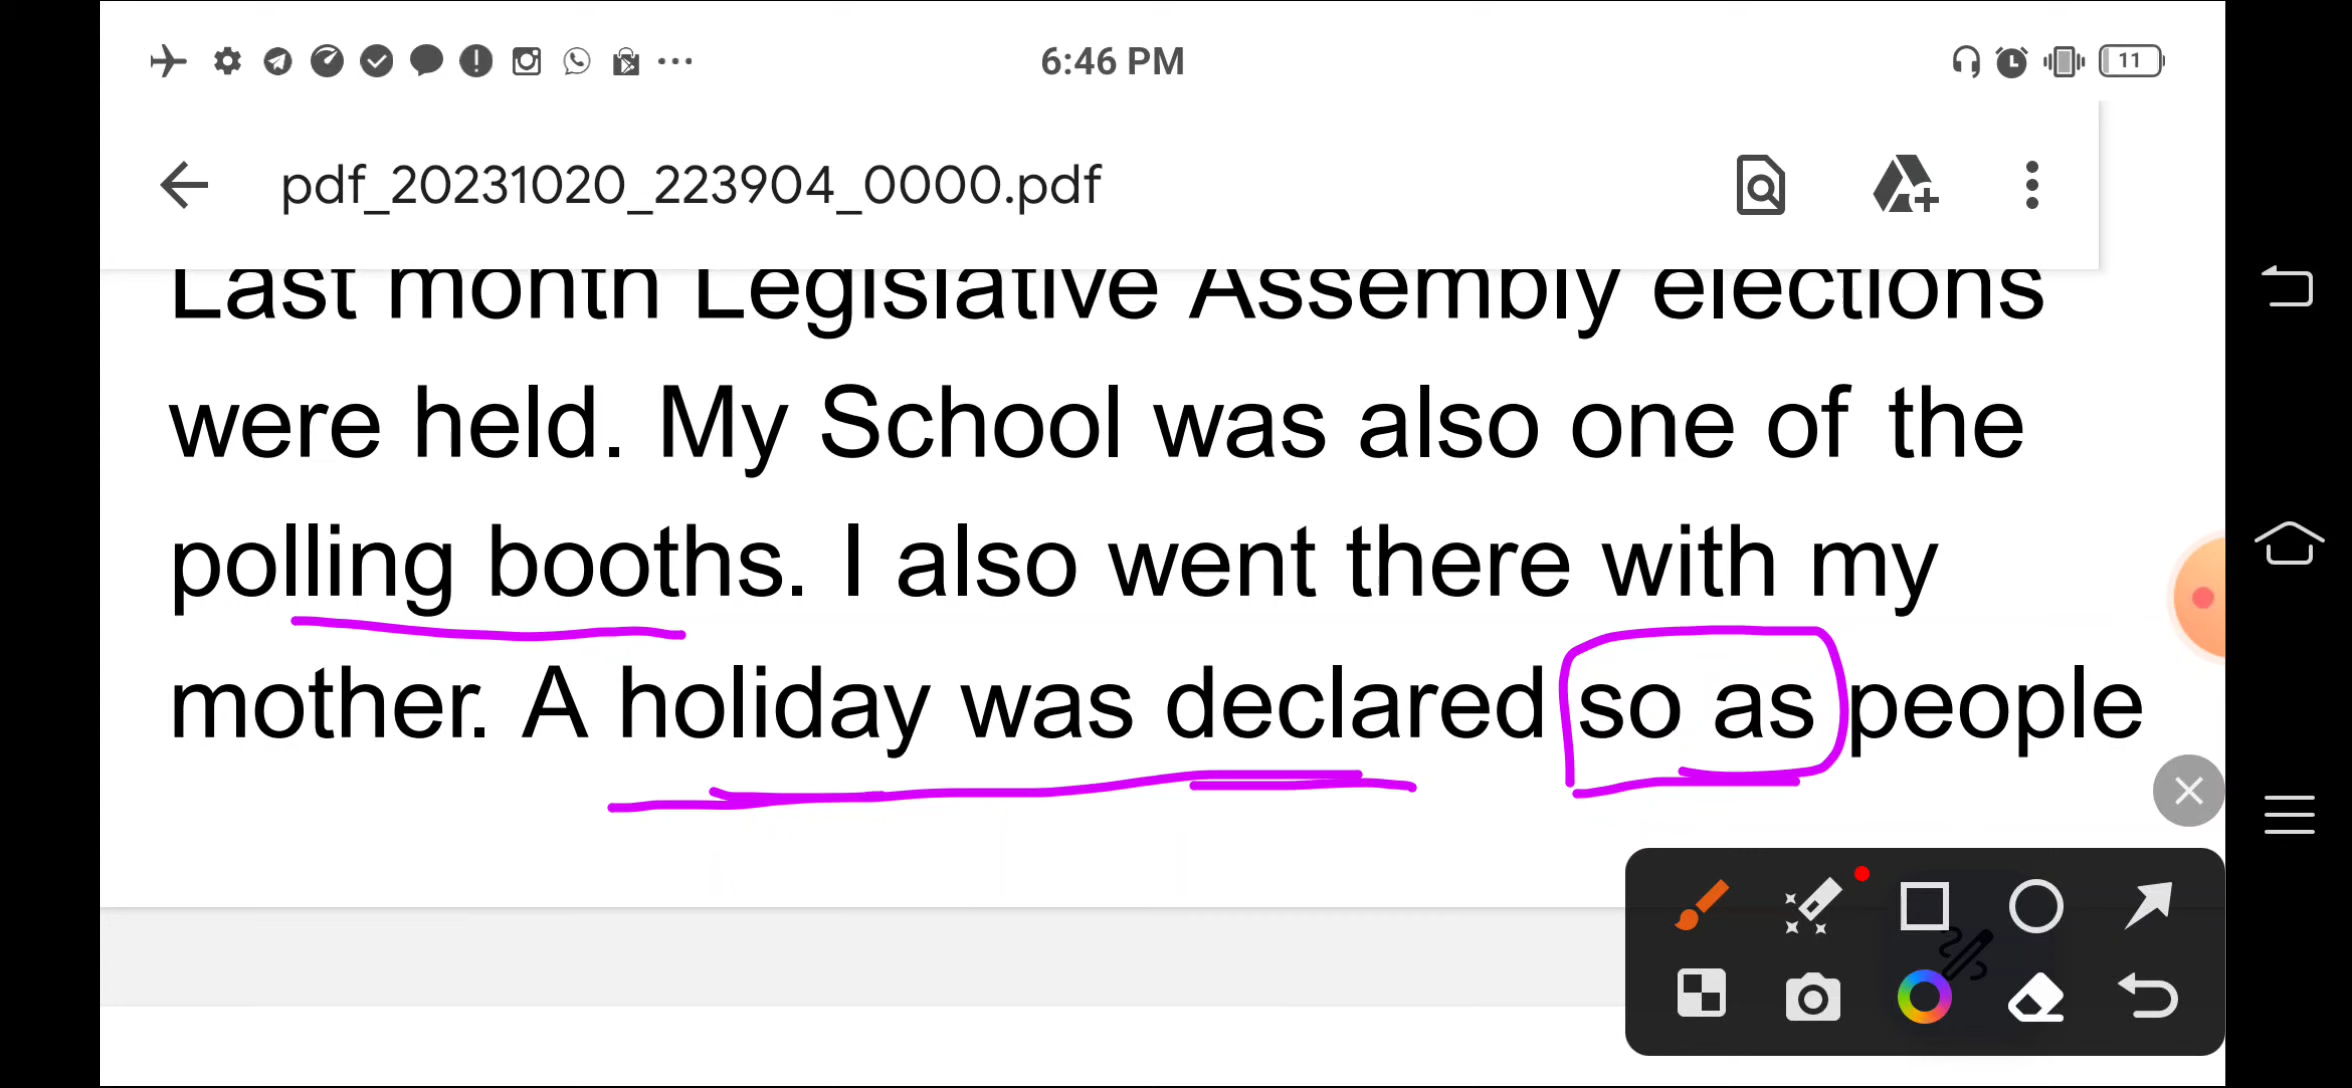 6:46 PM
11
pdf_20231020_223904_0000.pdf
Last month Legislative Assembly elections
were held. My School was also one of the
polling booths. I also went there with my
mother. A holiday was declared so as people